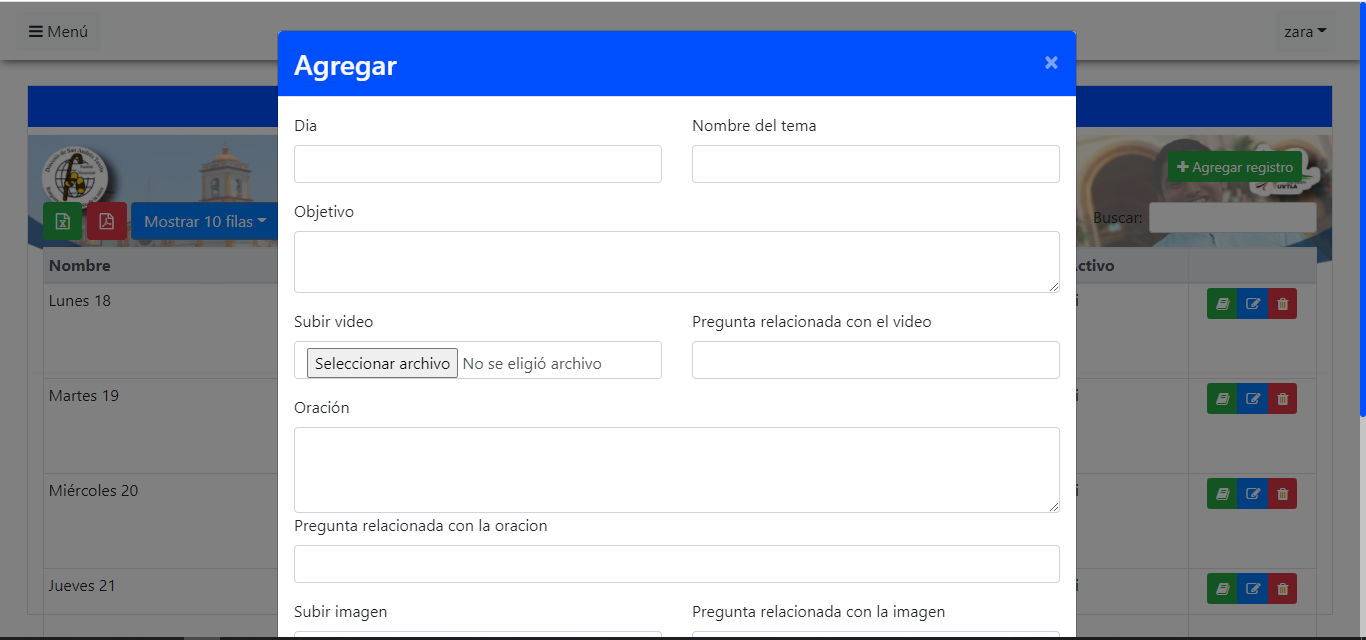 Menú
zara
Agregar
×
Dia
Nombre del tema
Agregar registro
Mostrar 10 filas
Buscar:
Objetivo
Nombre
ctivo
Lunes 18
Subir video
Pregunta relacionada con el video
Seleccionar archivo No se eligió archivo
Martes 19
Oración
Miércoles 20
Pregunta relacionada con la oracion
Jueves 21
Subir imagen
Pregunta relacionada con la imagen